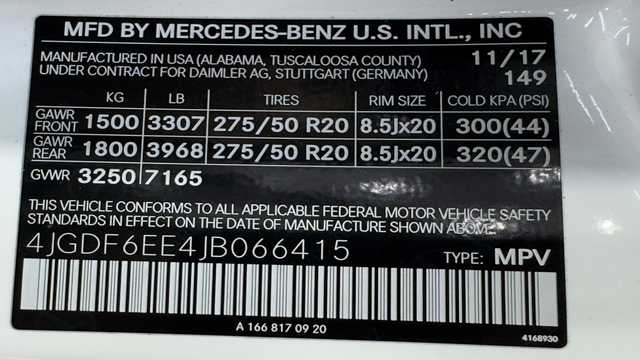 MFD BY MERCEDES-BENZ U.S. INTL., INC
MANUFACTURED IN USA (ALABAMA, TUSCALOOSA COUNTY) 11/17
UNDER CONTRACT FOR DAIMLER AG, STUTTGART (GERMANY) 149
KG LB TIRES RIM SIZE COLD KPA (PSI)
GAWR FRONT 1500 3307 275/50 R20 8.5Jx20 300(44)
GAWR REAR 1800 3968 275/50 R20 8.5Jx20 320(47)
GVWR 3250 7165
THIS VEHICLE CONFORMS TO ALL APPLICABLE FEDERAL MOTOR VEHICLE SAFETY
STANDARDS IN EFFECT ON THE DATE OF MANUFACTURE SHOWN ABOVE.
4JGDF6EE4JB066415 TYPE: MPV
A 166 817 09 20
4168930